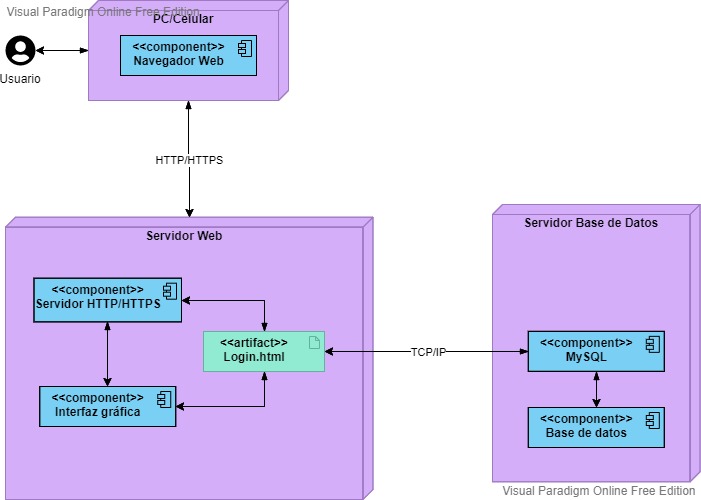 Visual Paradigm Online Free Edition
PC/Celular
<<component>>
Navegador Web
Usuario
HTTP/HTTPS
Servidor Web
<<component>>
Servidor HTTP/HTTPS
<<artifact>>
Login.html
<<component>>
Interfaz gráfica
TCP/IP
Servidor Base de Datos
<<component>>
MySQL
<<component>>
Base de datos
Visual Paradigm Online Free Edition